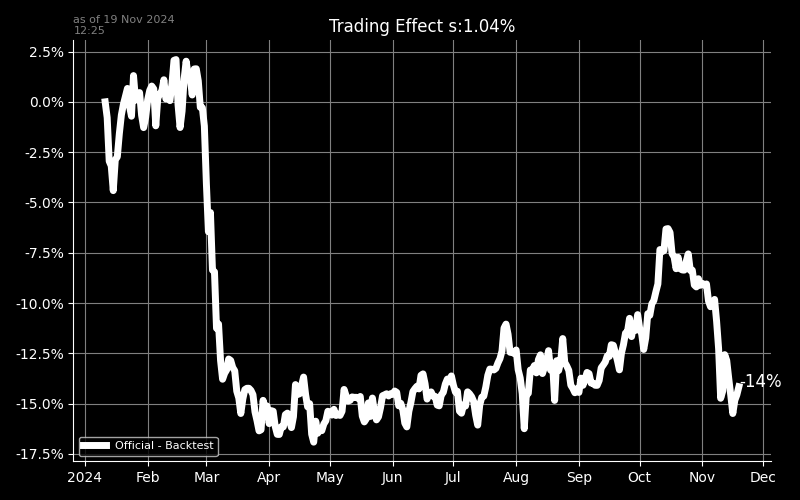 as of 19 Nov 2024
12:25
Trading Effect s:1.04%
2.5%
0.0%
-2.5%
-5.0%
-7.5%
-10.0%
-12.5%
-15.0%
-17.5%
-14%
Official - Backtest
2024 Feb Mar Apr May Jun Jul Aug Sep Oct Nov Dec